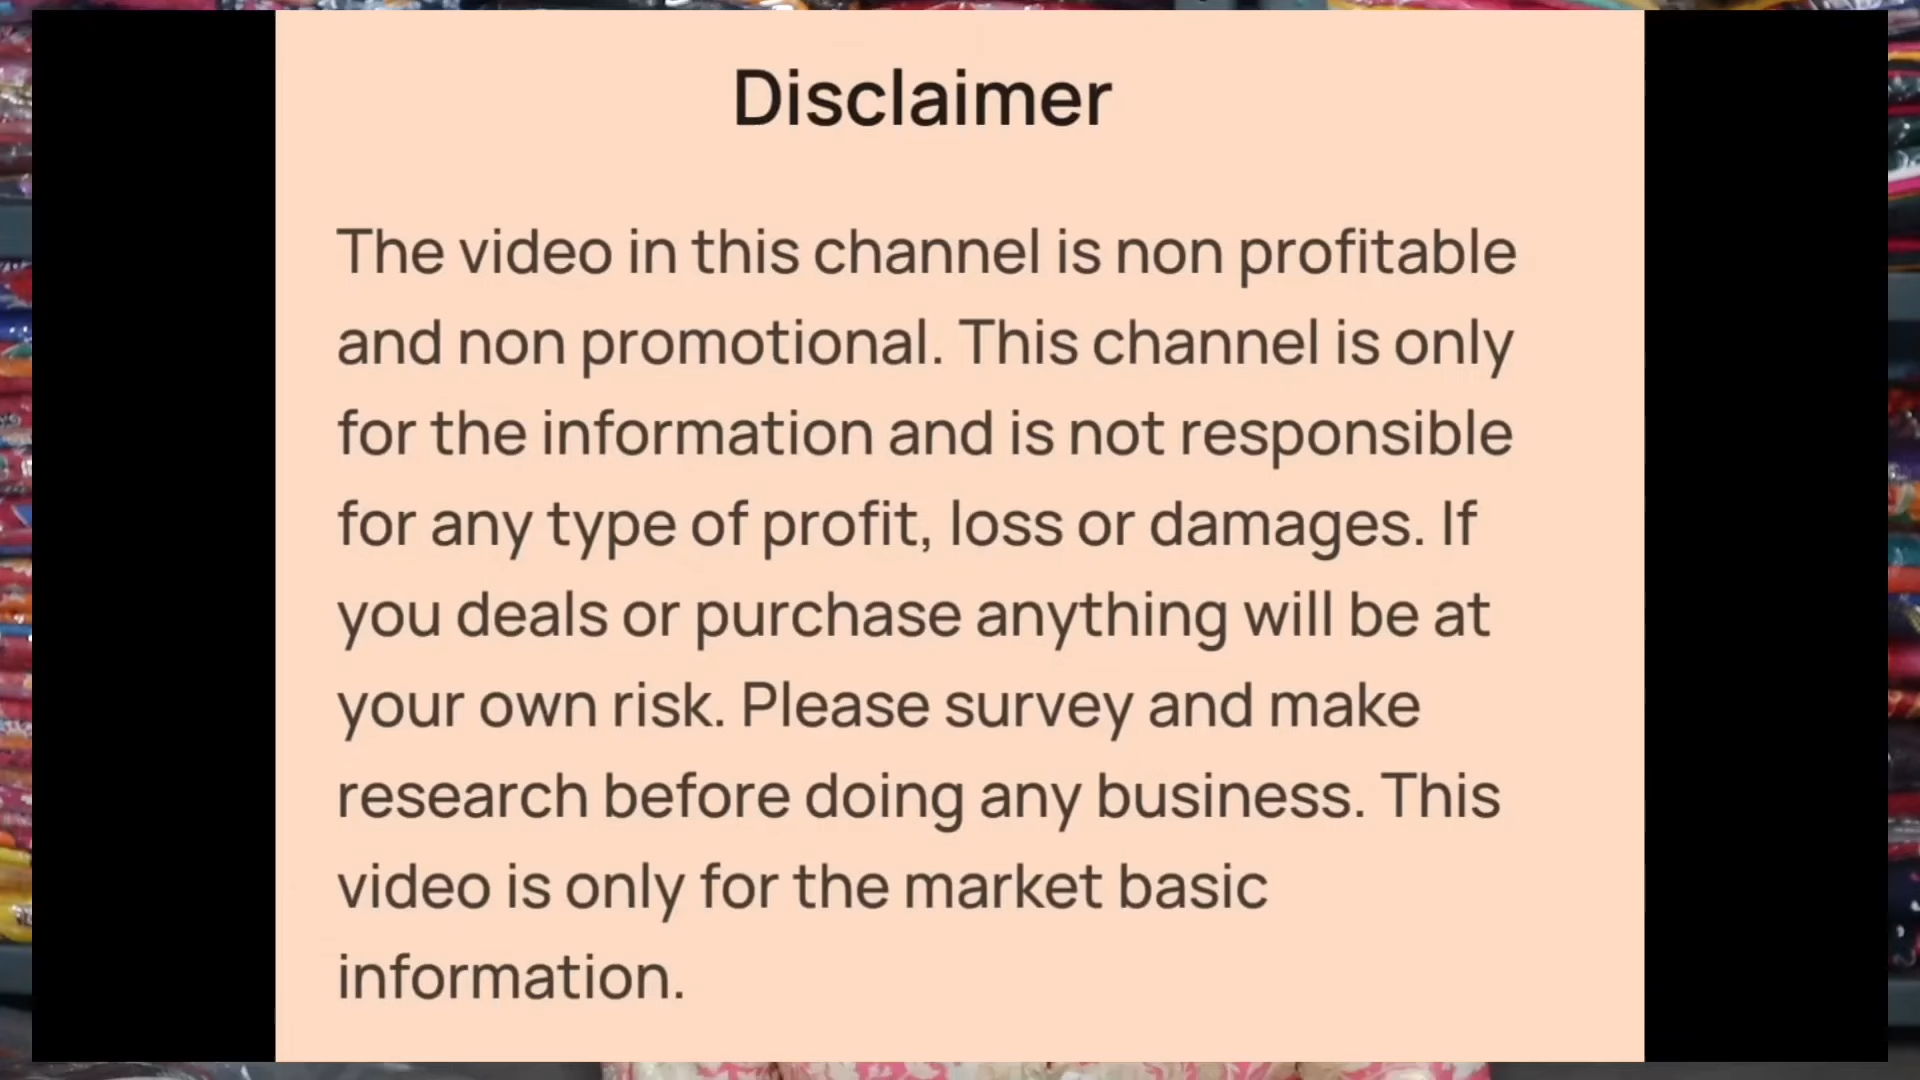 Disclaimer
The video in this channel is non profitable
and non promotional. This channel is only
for the information and is not responsible
for any type of profit, loss or damages. If
you deals or purchase anything will be at
your own risk. Please survey and make
research before doing any business. This
video is only for the market basic
information.